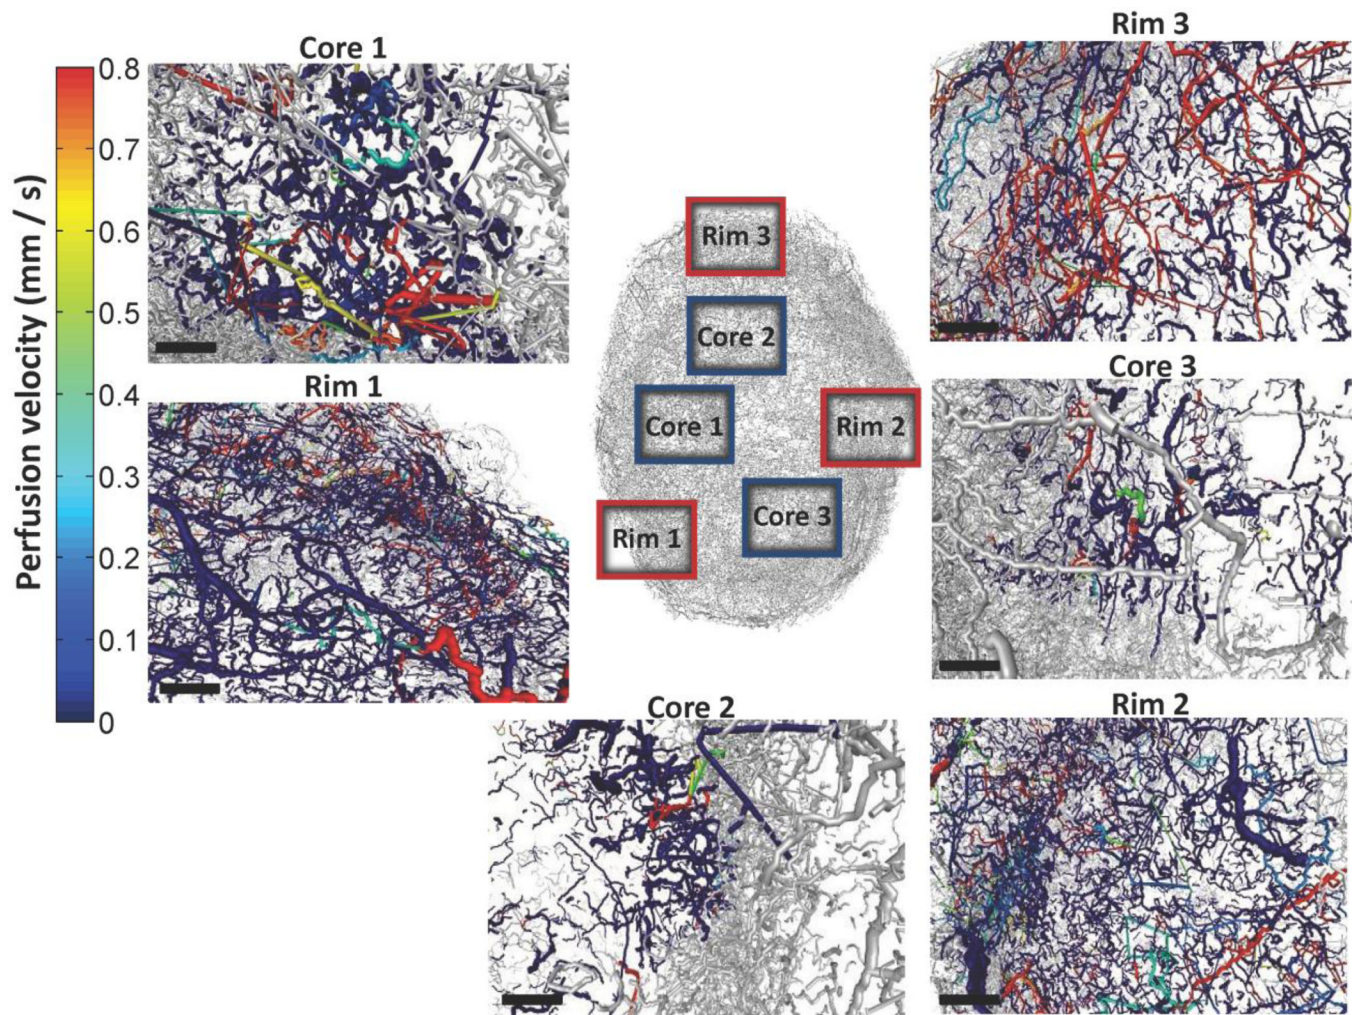 Core 1
Rim 3
Perfusion velocity (mm / s)
0.8
0.7
0.6
0.5
0.4
0.3
0.2
0.1
0
Rim 3
Core 2
Core 1
Rim 2
Core 3
Rim 1
Rim 1
Core 3
Core 2
Rim 2